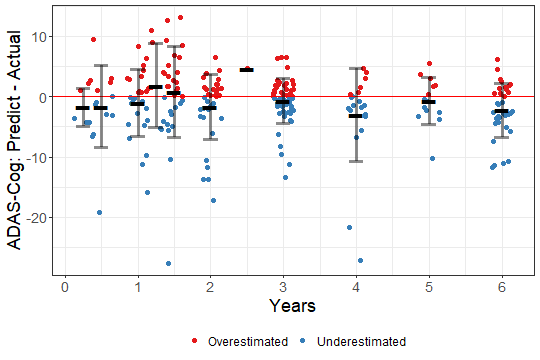 ADAS-Cog: Predict - Actual
10
0
-10
-20
0 1 2 3 4 5 6
Years
Overestimated Underestimated